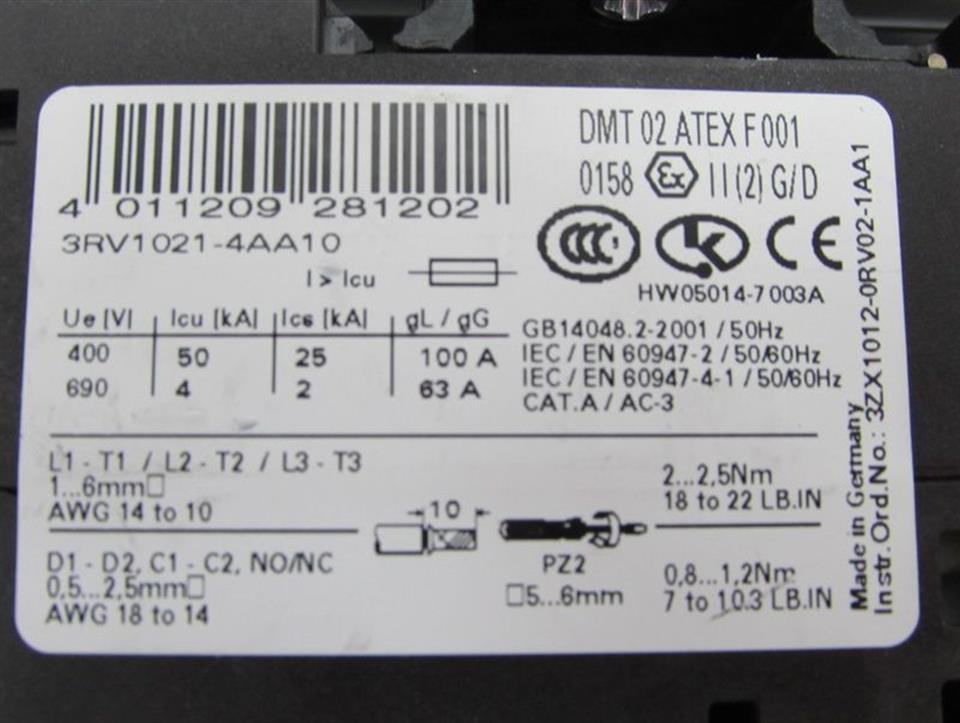 4 011209 281202
3RV1021-4AA10
I > Icu
DMT 02 ATEX F 001
0158 Ex II (2) G/D
CCC
CE
HW05014-7 003A
Ue [V] Icu [kA] Ics [kA] gL / gG
400 50 25 100 A
690 4 2 63 A
GB14048.2-2001 / 50Hz
IEC / EN 60947-2 / 50/60Hz
IEC / EN 60947-4-1 / 50/60Hz
CAT.A / AC-3
L1 - T1 / L2 - T2 / L3 - T3
1...6mm□
AWG 14 to 10
10
2...2,5Nm
18 to 22 LB.IN
D1 - D2, C1 - C2, NO/NC
0,5...2,5mm□
AWG 18 to 14
PZ2
□5...6mm
0,8...1,2Nm
7 to 10.3 LB.IN
Made in Germany
Instr.Ord.No.: 3ZX1012-0RV02-1AA1